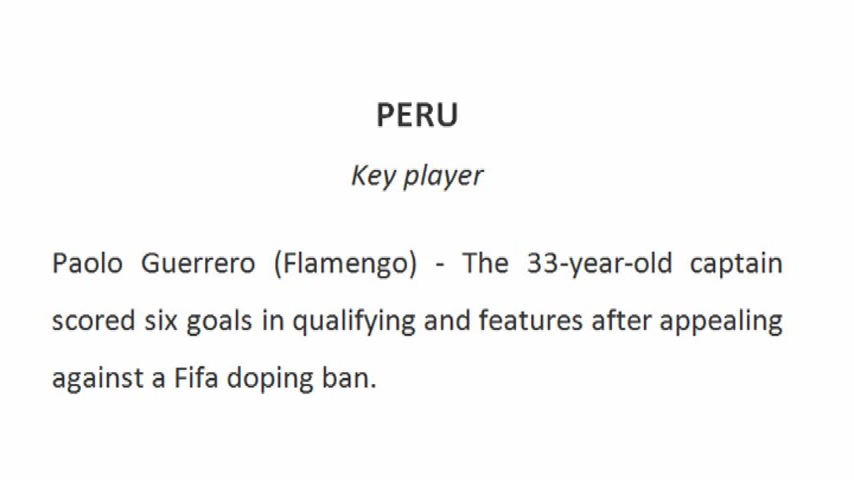 PERU
Key player
Paolo Guerrero (Flamengo) - The 33-year-old captain
scored six goals in qualifying and features after appealing
against a Fifa doping ban.